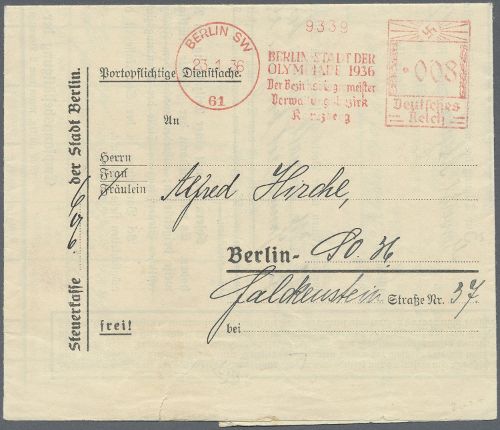 9339
BERLIN SW
23.1.36
61
BERLIN STADT DER
OLYMPIADE 1936
Der Bezirksbürgermeister
Verwaltungsbezirk
Kreuzberg
008
Deutsches
Reich
Portopflichtige Dienstsache.
An
Herrn
Frau
Fräulein
Alfred Hirche,
Berlin- So. 36
Falckenstein Straße Nr. 37
bei
frei!
Steuerkasse der Stadt Berlin.